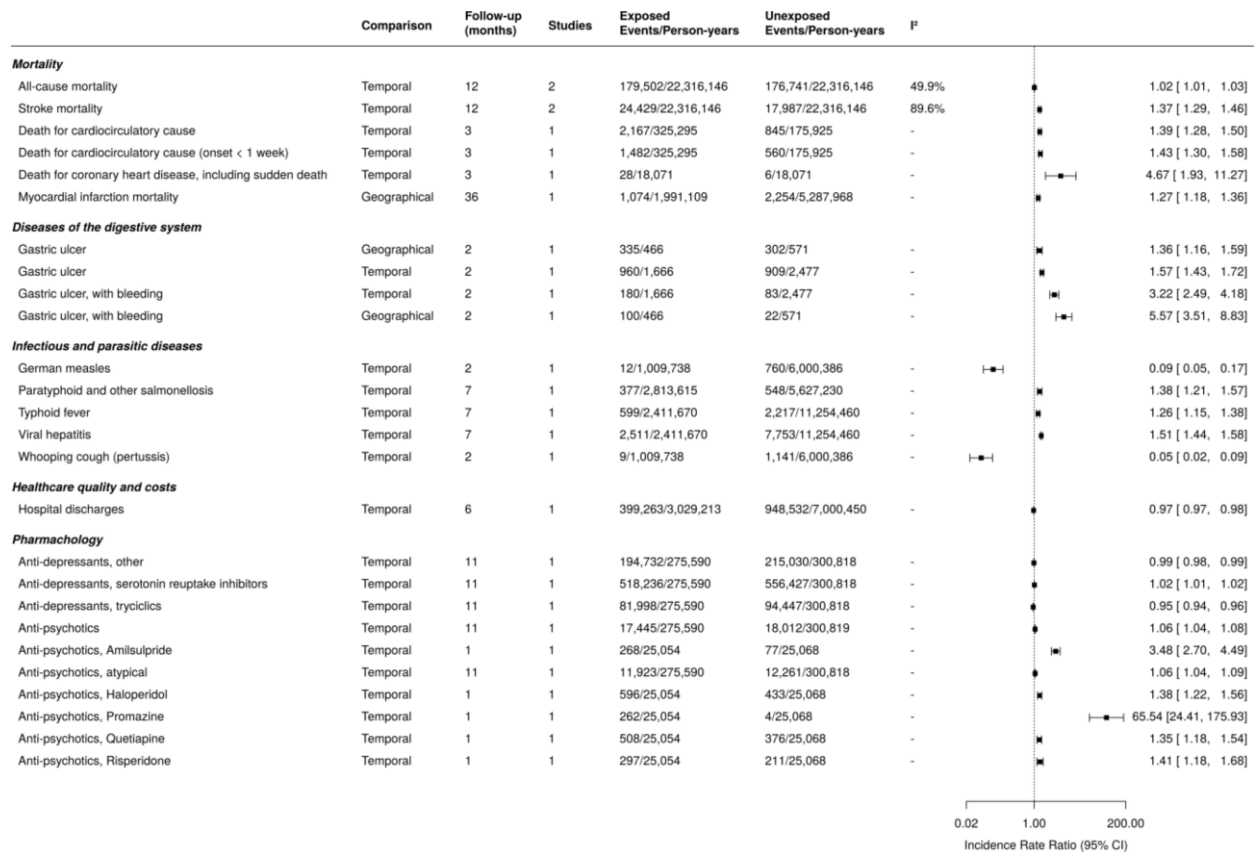 Comparison Follow-up (months) Studies Exposed Events/Person-years Unexposed Events/Person-years I²
Mortality
All-cause mortality Temporal 12 2 179,502/22,316,146 176,741/22,316,146 49.9% 1.02 [ 1.01, 1.03]
Stroke mortality Temporal 12 2 24,429/22,316,146 17,987/22,316,146 89.6% 1.37 [ 1.29, 1.46]
Death for cardiocirculatory cause Temporal 3 1 2,167/325,295 845/175,925 - 1.39 [ 1.28, 1.50]
Death for cardiocirculatory cause (onset < 1 week) Temporal 3 1 1,482/325,295 560/175,925 - 1.43 [ 1.30, 1.58]
Death for coronary heart disease, including sudden death Temporal 3 1 28/18,071 6/18,071 - 4.67 [ 1.93, 11.27]
Myocardial infarction mortality Geographical 36 1 1,074/1,991,109 2,254/5,287,968 - 1.27 [ 1.18, 1.36]
Diseases of the digestive system
Gastric ulcer Geographical 2 1 335/466 302/571 - 1.36 [ 1.16, 1.59]
Gastric ulcer Temporal 2 1 960/1,666 909/2,477 - 1.57 [ 1.43, 1.72]
Gastric ulcer, with bleeding Temporal 2 1 180/1,666 83/2,477 - 3.22 [ 2.49, 4.18]
Gastric ulcer, with bleeding Geographical 2 1 100/466 22/571 - 5.57 [ 3.51, 8.83]
Infectious and parasitic diseases
German measles Temporal 2 1 12/1,009,738 760/6,000,386 - 0.09 [ 0.05, 0.17]
Paratyphoid and other salmonellosis Temporal 7 1 377/2,813,615 548/5,627,230 - 1.38 [ 1.21, 1.57]
Typhoid fever Temporal 7 1 599/2,411,670 2,217/11,254,460 - 1.26 [ 1.15, 1.38]
Viral hepatitis Temporal 7 1 2,511/2,411,670 7,753/11,254,460 - 1.51 [ 1.44, 1.58]
Whooping cough (pertussis) Temporal 2 1 9/1,009,738 1,141/6,000,386 - 0.05 [ 0.02, 0.09]
Healthcare quality and costs
Hospital discharges Temporal 6 1 399,263/3,029,213 948,532/7,000,450 - 0.97 [ 0.97, 0.98]
Pharmachology
Anti-depressants, other Temporal 11 1 194,732/275,590 215,030/300,818 - 0.99 [ 0.98, 0.99]
Anti-depressants, serotonin reuptake inhibitors Temporal 11 1 518,236/275,590 556,427/300,818 - 1.02 [ 1.01, 1.02]
Anti-depressants, tryciclics Temporal 11 1 81,998/275,590 94,447/300,818 - 0.95 [ 0.94, 0.96]
Anti-psychotics Temporal 11 1 17,445/275,590 18,012/300,819 - 1.06 [ 1.04, 1.08]
Anti-psychotics, Amilsulpride Temporal 1 1 268/25,054 77/25,068 - 3.48 [ 2.70, 4.49]
Anti-psychotics, atypical Temporal 11 1 11,923/275,590 12,261/300,818 - 1.06 [ 1.04, 1.09]
Anti-psychotics, Haloperidol Temporal 1 1 596/25,054 433/25,068 - 1.38 [ 1.22, 1.56]
Anti-psychotics, Promazine Temporal 1 1 262/25,054 4/25,068 - 65.54 [24.41, 175.93]
Anti-psychotics, Quetiapine Temporal 1 1 508/25,054 376/25,068 - 1.35 [ 1.18, 1.54]
Anti-psychotics, Risperidone Temporal 1 1 297/25,054 211/25,068 - 1.41 [ 1.18, 1.68]
0.02 1.00 200.00
Incidence Rate Ratio (95% CI)